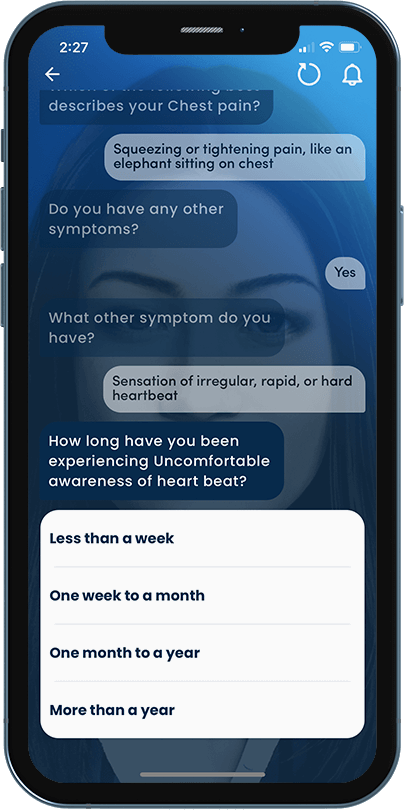 2:27
describes your Chest pain?
Squeezing or tightening pain, like an
elephant sitting on chest
Do you have any other
symptoms?
Yes
What other symptom do you
have?
Sensation of irregular, rapid, or hard
heartbeat
How long have you been
experiencing Uncomfortable
awareness of heart beat?
Less than a week
One week to a month
One month to a year
More than a year